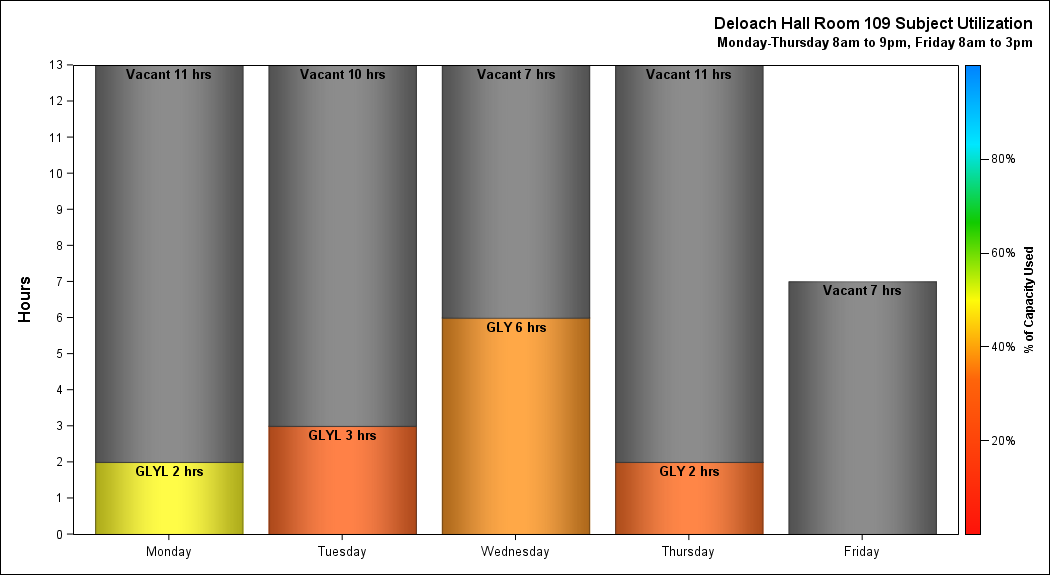 Deloach Hall Room 109 Subject Utilization
Monday-Thursday 8am to 9pm, Friday 8am to 3pm
13
12
11
10
9
8
7
6
5
4
3
2
1
0
Hours
Vacant 11 hrs
GLYL 2 hrs
Vacant 10 hrs
GLYL 3 hrs
Vacant 7 hrs
GLY 6 hrs
Vacant 11 hrs
GLY 2 hrs
Vacant 7 hrs
Monday
Tuesday
Wednesday
Thursday
Friday
80%
60%
40%
20%
% of Capacity Used